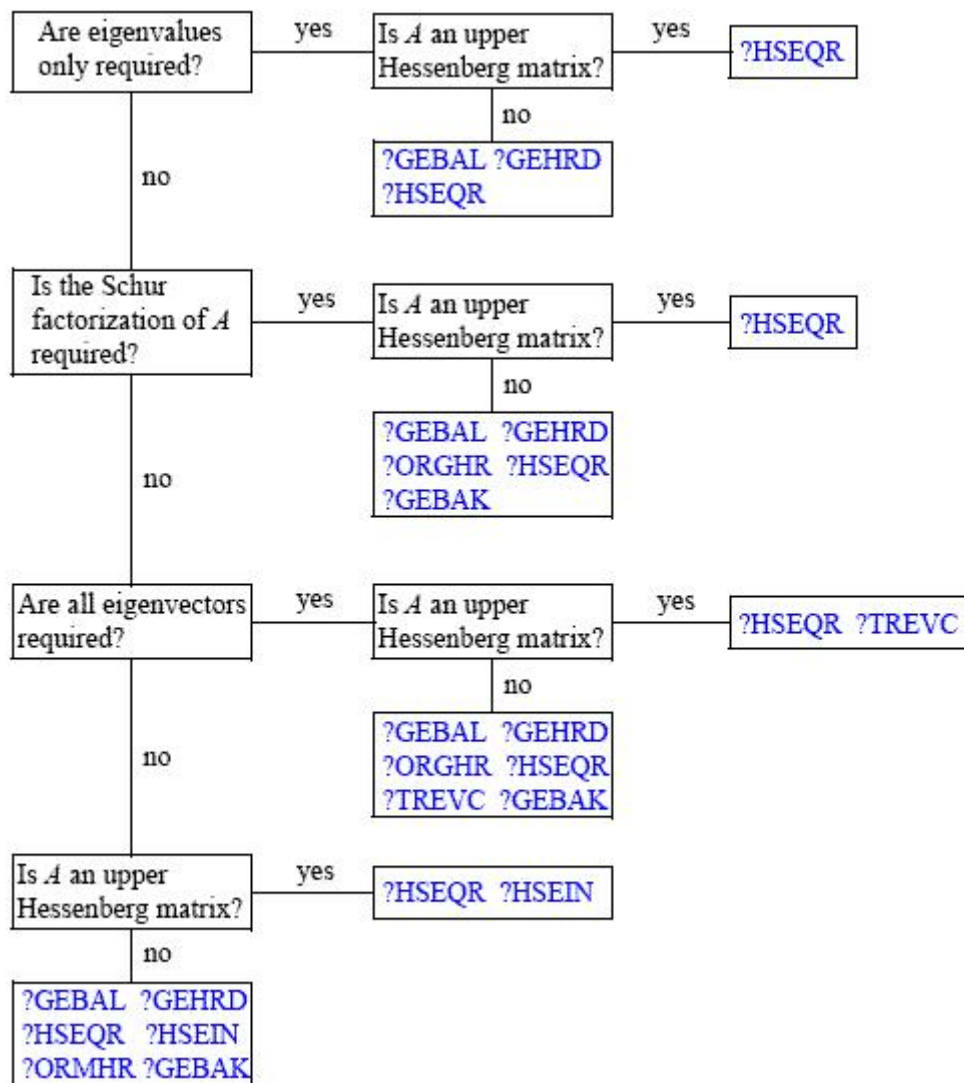 Are eigenvalues
only required?
yes
Is A an upper
Hessenberg matrix?
yes
?HSEQR
no
?GEBAL ?GEHRD
?HSEQR
no
Is the Schur
factorization of A
required?
yes
Is A an upper
Hessenberg matrix?
yes
?HSEQR
no
?GEBAL ?GEHRD
?ORGHR ?HSEQR
?GEBAK
no
Are all eigenvectors
required?
yes
Is A an upper
Hessenberg matrix?
yes
?HSEQR ?TREVC
no
?GEBAL ?GEHRD
?ORGHR ?HSEQR
?TREVC ?GEBAK
no
Is A an upper
Hessenberg matrix?
yes
?HSEQR ?HSEIN
no
?GEBAL ?GEHRD
?HSEQR ?HSEIN
?ORMHR ?GEBAK